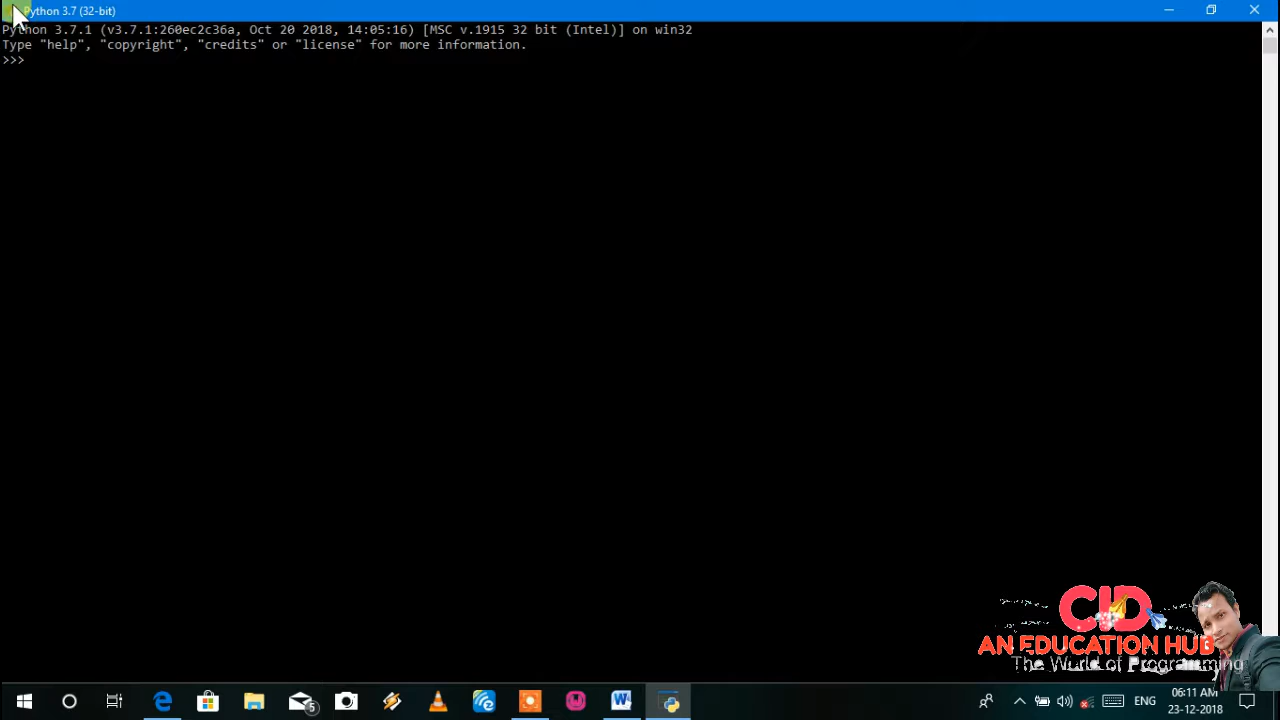 Python 3.7 (32-bit)
Python 3.7.1 (v3.7.1:260ec2c36a, Oct 20 2018, 14:05:16) [MSC v.1915 32 bit (Intel)] on win32
Type "help", "copyright", "credits" or "license" for more information.
>>>
CID
AN EDUCATION HUB
The World of Programming
5
W
ENG
06:11 AM
23-12-2018